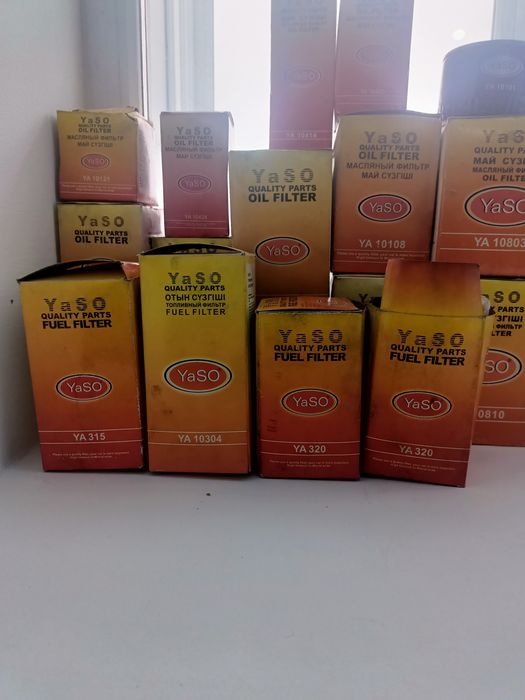 YaSO
QUALITY PARTS
OIL FILTER
МАСЛЯНЫЙ ФИЛЬТР
МАЙ СҮЗГІШІ
YaSO
YA 10121
YaSO
QUALITY PARTS
OIL FILTER
YaSO
QUALITY PARTS
OIL FILTER
МАСЛЯНЫЙ ФИЛЬТР
МАЙ СҮЗГІШІ
YaSO
YaSO
QUALITY PARTS
OIL FILTER
YaSO
YaSO
QUALITY PARTS
OIL FILTER
МАСЛЯНЫЙ ФИЛЬТР
МАЙ СҮЗГІШІ
YaSO
YA 10108
YaSO
QUALITY PARTS
МАЙ СҮЗГІШІ
МАСЛЯНЫЙ ФИЛЬТР
OIL FILTER
YaSO
YA 10803
YaSO
QUALITY PARTS
FUEL FILTER
YaSO
YA 315
YaSO
QUALITY PARTS
ОТЫН СҮЗГІШІ
ТОПЛИВНЫЙ ФИЛЬТР
FUEL FILTER
YaSO
YA 10304
YaSO
QUALITY PARTS
FUEL FILTER
YaSO
YA 320
YaSO
QUALITY PARTS
FUEL FILTER
YaSO
YA 320
YaSO
0810